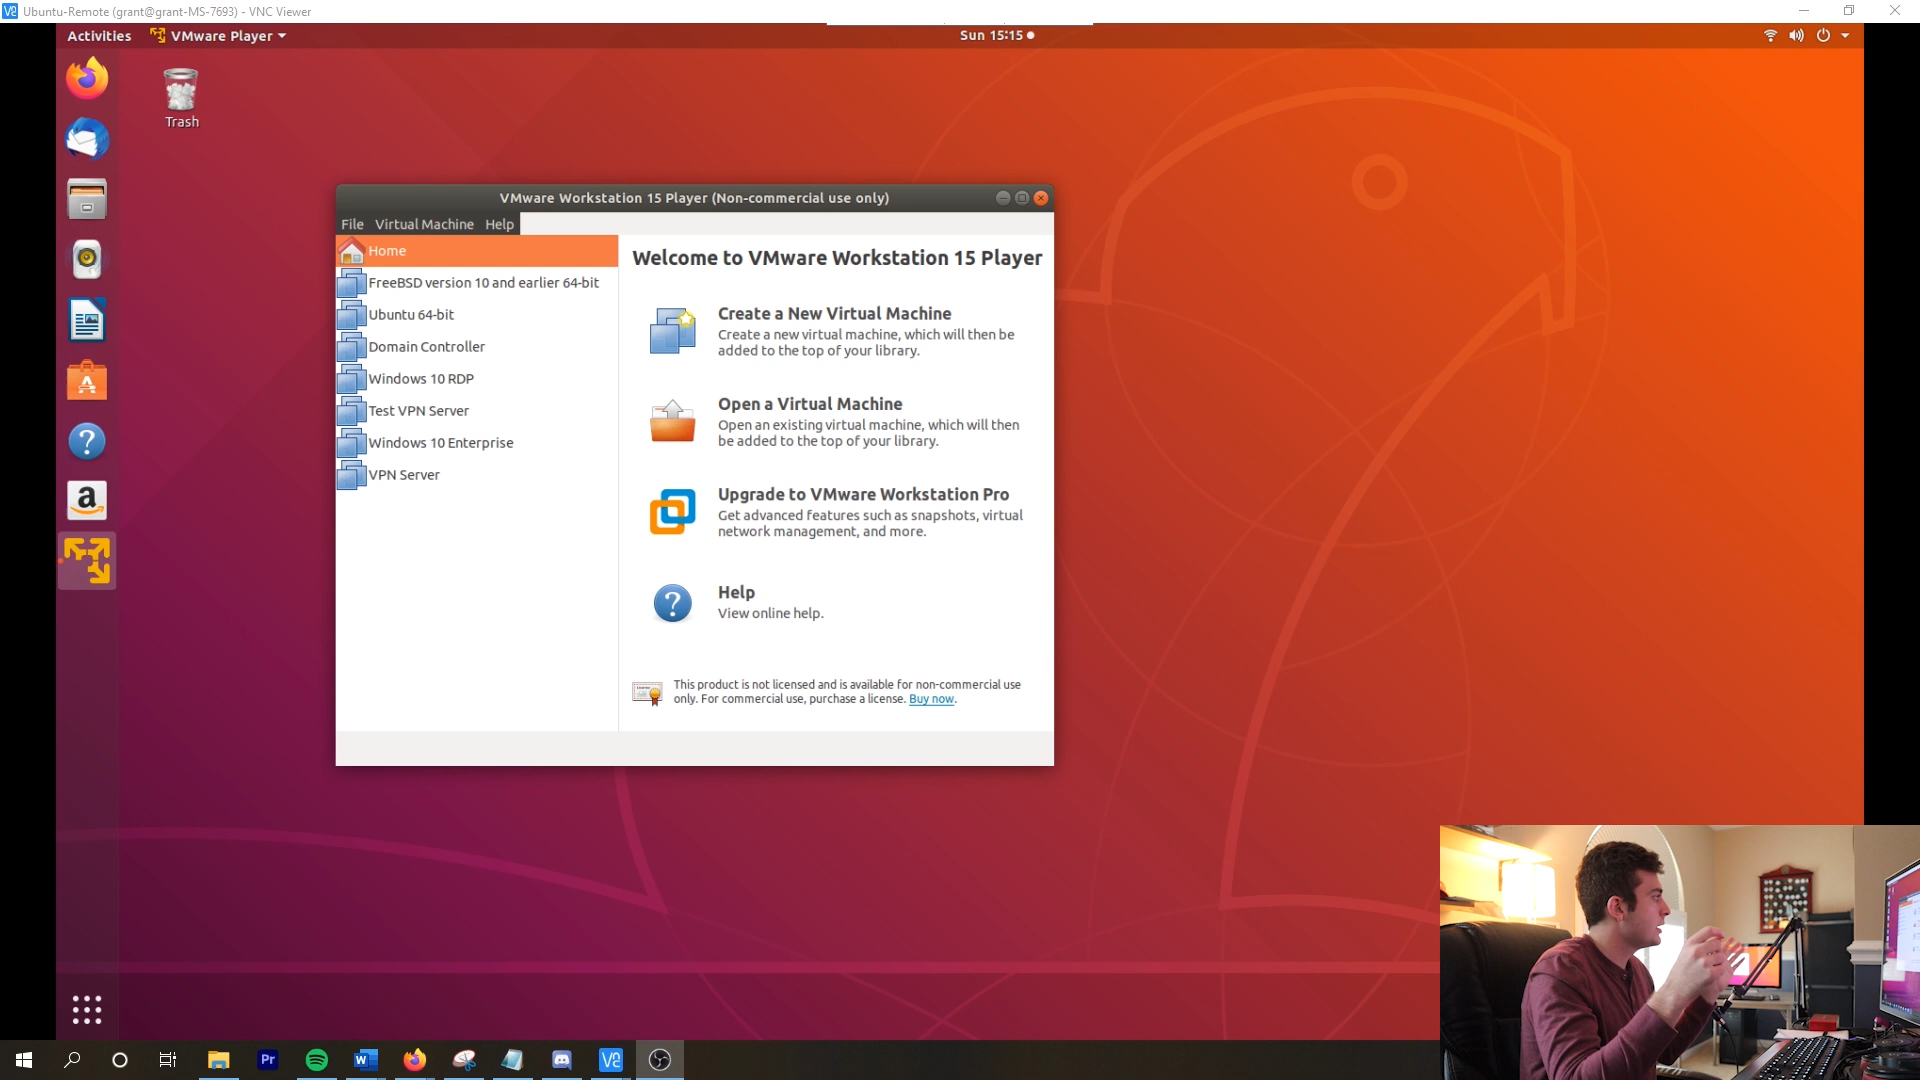 Ubuntu-Remote (grant@grant-MS-7693) - VNC Viewer
Activities VMware Player Sun 15:15
Trash
VMware Workstation 15 Player (Non-commercial use only)
File Virtual Machine Help
Home
FreeBSD version 10 and earlier 64-bit
Ubuntu 64-bit
Domain Controller
Windows 10 RDP
Test VPN Server
Windows 10 Enterprise
VPN Server
Welcome to VMware Workstation 15 Player
Create a New Virtual Machine
Create a new virtual machine, which will then be
added to the top of your library.
Open a Virtual Machine
Open an existing virtual machine, which will then
be added to the top of your library.
Upgrade to VMware Workstation Pro
Get advanced features such as snapshots, virtual
network management, and more.
Help
View online help.
This product is not licensed and is available for non-commercial use
only. For commercial use, purchase a license. Buy now.